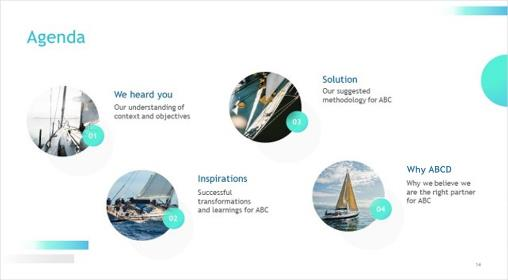 Agenda
We heard you
Our understanding of
context and objectives
01
Inspirations
Successful
transformations
and learnings for ABC
02
Solution
Our suggested
methodology for ABC
03
Why ABCD
Why we believe we
are the right partner
for ABC
04
14